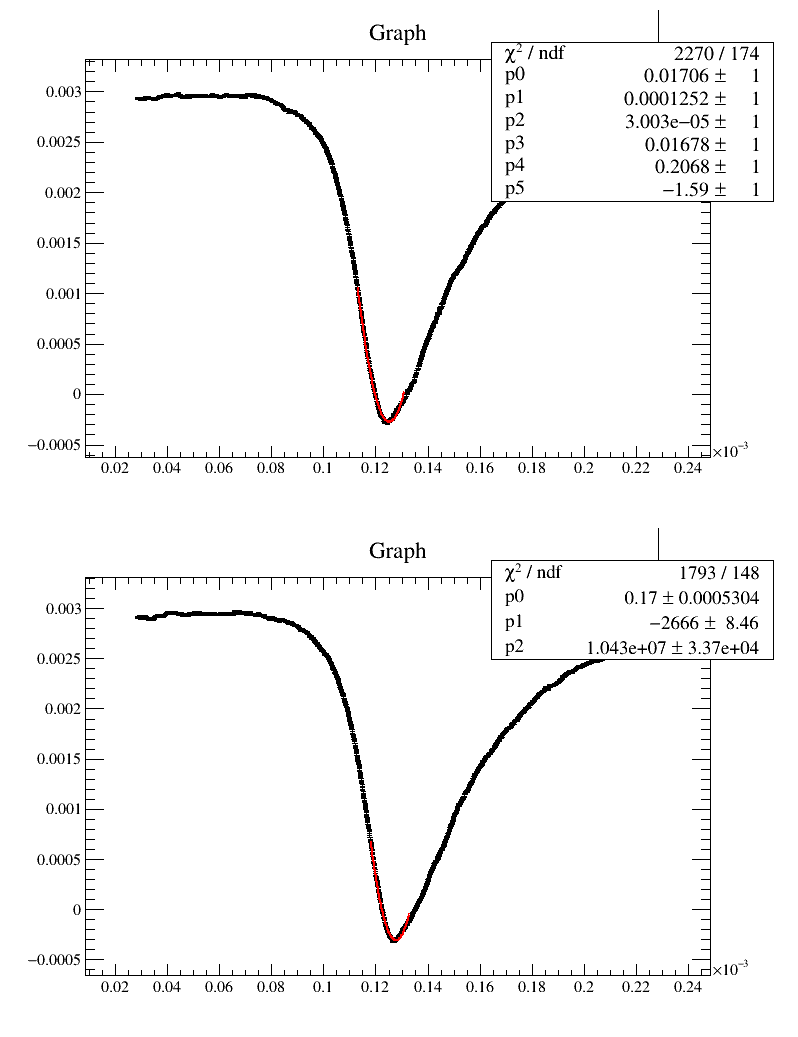 Graph
χ² / ndf 2270 / 174
p0 0.01706 ± 1
p1 0.0001252 ± 1
p2 3.003e−05 ± 1
p3 0.01678 ± 1
p4 0.2068 ± 1
p5 −1.59 ± 1
0.003
0.0025
0.002
0.0015
0.001
0.0005
0
−0.0005
0.02 0.04 0.06 0.08 0.1 0.12 0.14 0.16 0.18 0.2 0.22 0.24
×10⁻³
Graph
χ² / ndf 1793 / 148
p0 0.17 ± 0.0005304
p1 −2666 ± 8.46
p2 1.043e+07 ± 3.37e+04
0.003
0.0025
0.002
0.0015
0.001
0.0005
0
−0.0005
0.02 0.04 0.06 0.08 0.1 0.12 0.14 0.16 0.18 0.2 0.22 0.24
×10⁻³